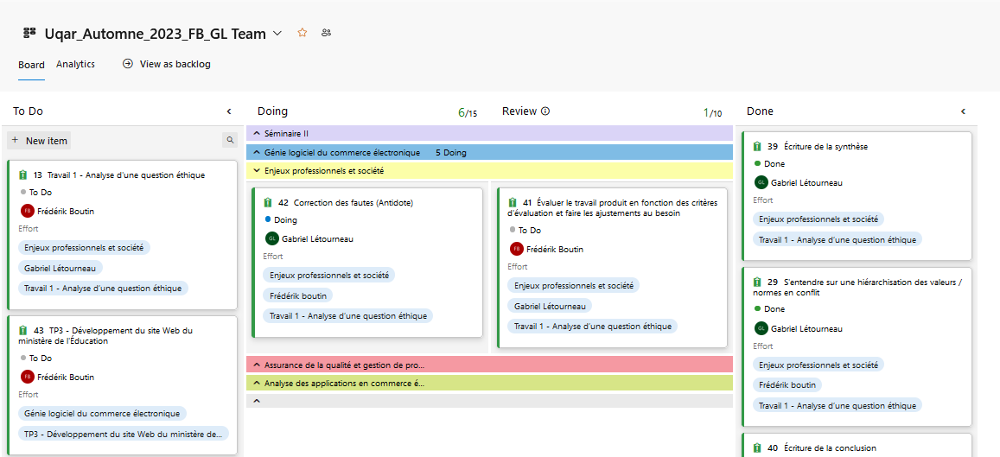 Uqar_Automne_2023_FB_GL Team
Board Analytics View as backlog
To Do
New item
13 Travail 1 - Analyse d'une question éthique
To Do
FB Frédérik Boutin
Effort
Enjeux professionnels et société
Gabriel Létourneau
Travail 1 - Analyse d'une question éthique
43 TP3 - Développement du site Web du
ministère de l'Éducation
To Do
FB Frédérik Boutin
Effort
Génie logiciel du commerce électronique
TP3 - Développement du site Web du ministère de...
Doing 6/15
Review 1/10
Séminaire II
Génie logiciel du commerce électronique 5 Doing
Enjeux professionnels et société
42 Correction des fautes (Antidote)
Doing
GL Gabriel Létourneau
Effort
Enjeux professionnels et société
Frédérik boutin
Travail 1 - Analyse d'une question éthique
41 Évaluer le travail produit en fonction des critères
d'évaluation et faire les ajustements au besoin
To Do
FB Frédérik Boutin
Effort
Enjeux professionnels et société
Gabriel Létourneau
Travail 1 - Analyse d'une question éthique
Assurance de la qualité et gestion de pro...
Analyse des applications en commerce é...
Done
39 Écriture de la synthèse
Done
GL Gabriel Létourneau
Effort
Enjeux professionnels et société
Travail 1 - Analyse d'une question éthique
29 S'entendre sur une hiérarchisation des valeurs /
normes en conflit
Done
GL Gabriel Létourneau
Effort
Enjeux professionnels et société
Frédérik boutin
Travail 1 - Analyse d'une question éthique
40 Écriture de la conclusion